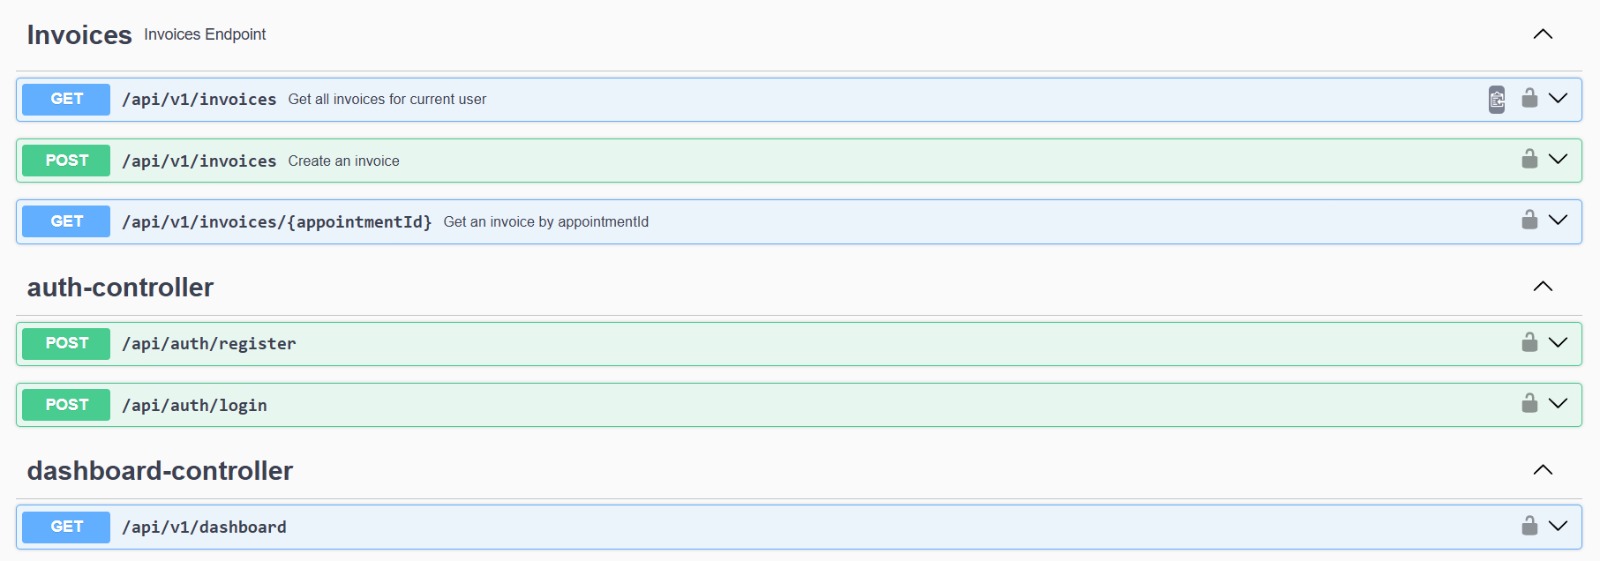 Invoices Invoices Endpoint
GET /api/v1/invoices Get all invoices for current user
POST /api/v1/invoices Create an invoice
GET /api/v1/invoices/{appointmentId} Get an invoice by appointmentId
auth-controller
POST /api/auth/register
POST /api/auth/login
dashboard-controller
GET /api/v1/dashboard